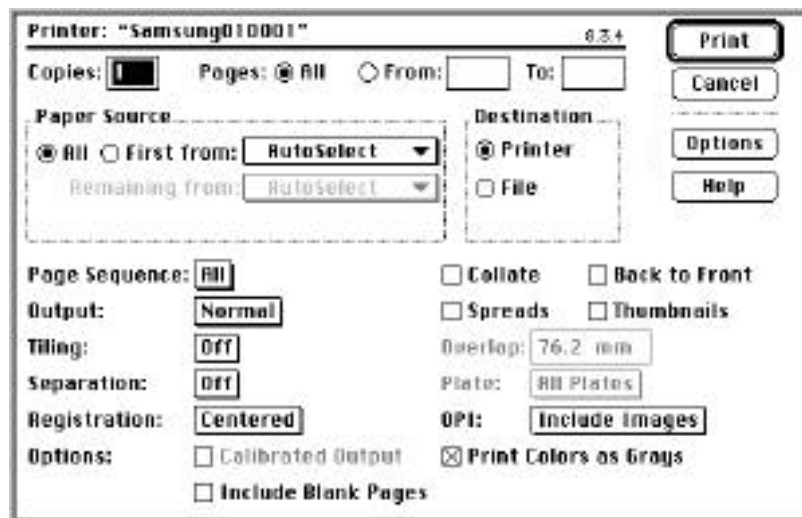 Printer: "Samsung010001" 8.3.4
Print
Copies: 1 Pages: All From: To:
Cancel
Paper Source
Destination
All First from: AutoSelect
Printer
Options
Remaining from: AutoSelect
File
Help
Page Sequence: All
Collate Back to Front
Output: Normal
Spreads Thumbnails
Tiling: Off
Overlap: 76.2 mm
Separation: Off
Plate: All Plates
Registration: Centered
OPI: Include Images
Options: Calibrated Output
Print Colors as Grays
Include Blank Pages